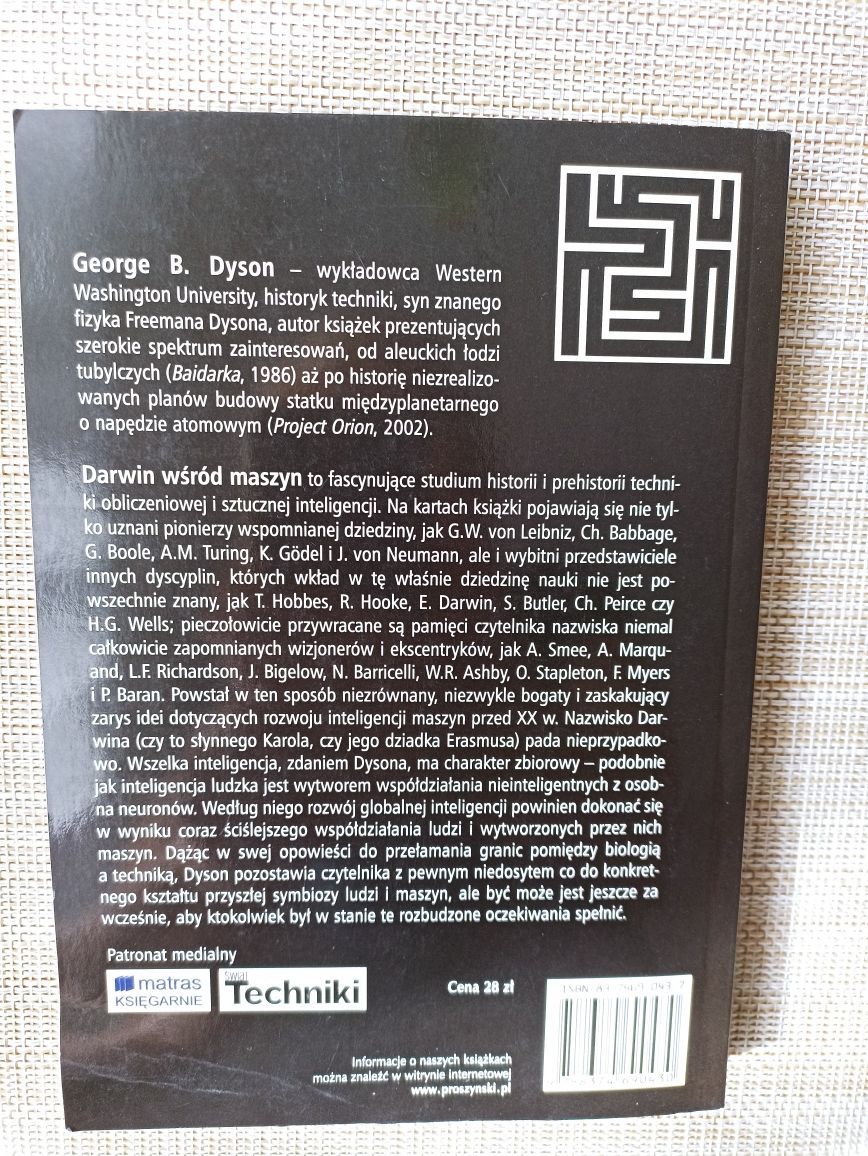 George B. Dyson – wykładowca Western
Washington University, historyk techniki, syn znanego
fizyka Freemana Dysona, autor książek prezentujących
szerokie spektrum zainteresowań, od aleuckich łodzi
tubylczych (Baidarka, 1986) aż po historię niezrealizo-
wanych planów budowy statku międzyplanetarnego
o napędzie atomowym (Project Orion, 2002).
Darwin wśród maszyn to fascynujące studium historii i prehistorii techni-
ki obliczeniowej i sztucznej inteligencji. Na kartach książki pojawiają się nie tyl-
ko uznani pionierzy wspomnianej dziedziny, jak G.W. von Leibniz, Ch. Babbage,
G. Boole, A.M. Turing, K. Gödel i J. von Neumann, ale i wybitni przedstawiciele
innych dyscyplin, których wkład w tę właśnie dziedzinę nauki nie jest po-
wszechnie znany, jak T. Hobbes, R. Hooke, E. Darwin, S. Butler, Ch. Peirce czy
H.G. Wells; pieczołowicie przywracane są pamięci czytelnika nazwiska niemal
całkowicie zapomnianych wizjonerów i ekscentryków, jak A. Smee, A. Marqu-
and, L.F. Richardson, J. Bigelow, N. Barricelli, W.R. Ashby, O. Stapleton, F. Myers
i P. Baran. Powstał w ten sposób niezrównany, niezwykle bogaty i zaskakujący
zarys idei dotyczących rozwoju inteligencji maszyn przed XX w. Nazwisko Dar-
wina (czy to słynnego Karola, czy jego dziadka Erasmusa) pada nieprzypadko-
wo. Wszelka inteligencja, zdaniem Dysona, ma charakter zbiorowy – podobnie
jak inteligencja ludzka jest wytworem współdziałania nieinteligentnych z osob-
na neuronów. Według niego rozwój globalnej inteligencji powinien dokonać się
w wyniku coraz ściślejszego współdziałania ludzi i wytworzonych przez nich
maszyn. Dążąc w swej opowieści do przełamania granic pomiędzy biologią
a techniką, Dyson pozostawia czytelnika z pewnym niedosytem co do konkret-
nego kształtu przyszłej symbiozy ludzi i maszyn, ale być może jest jeszcze za
wcześnie, aby ktokolwiek był w stanie te rozbudzone oczekiwania spełnić.
Patronat medialny
matras
KSIĘGARNIE
Świat
Techniki
Cena 28 zł
ISBN 83-7469-043-7
Informacje o naszych książkach
można znaleźć w witrynie internetowej
www.proszynski.pl